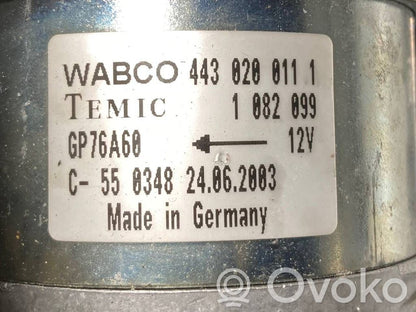 WABCO 443 020 011 1
TEMIC 1 082 099
GP76A60 12V
C- 55 0348 24.06.2003
Made in Germany
Ovoko